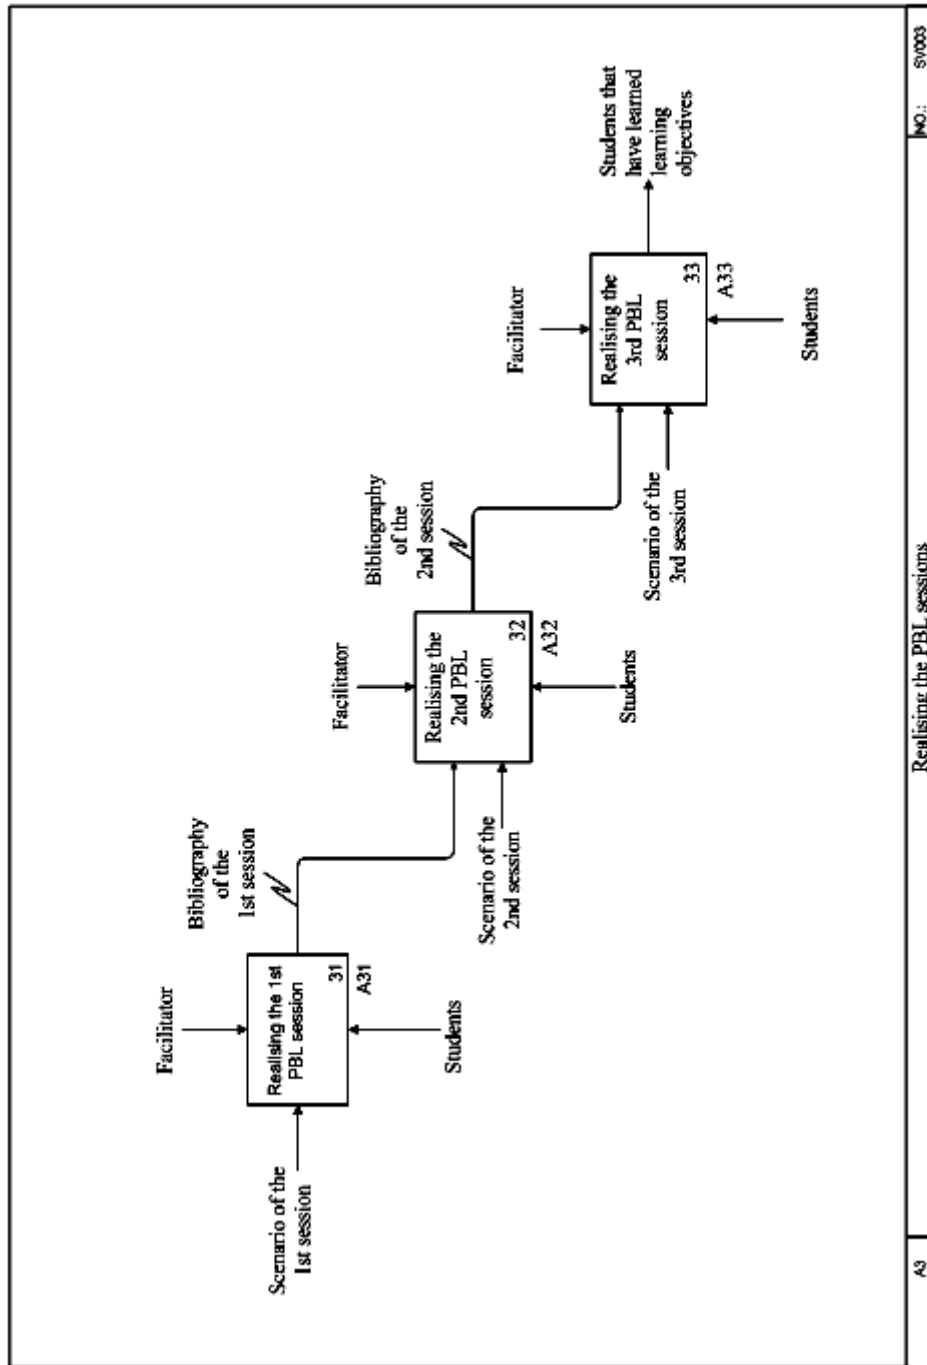 Facilitator
Realising the 1st
PBL session
31
A31
Scenario of the
1st session
Students
Bibliography
of the
1st session
Facilitator
Realising the
2nd PBL
session
32
A32
Scenario of the
2nd session
Students
Bibliography
of the
2nd session
Facilitator
Realising the
3rd PBL
session
33
A33
Scenario of the
3rd session
Students
Students that
have learned
learning
objectives
A3
Realising the PBL sessions
NO.:
SV003